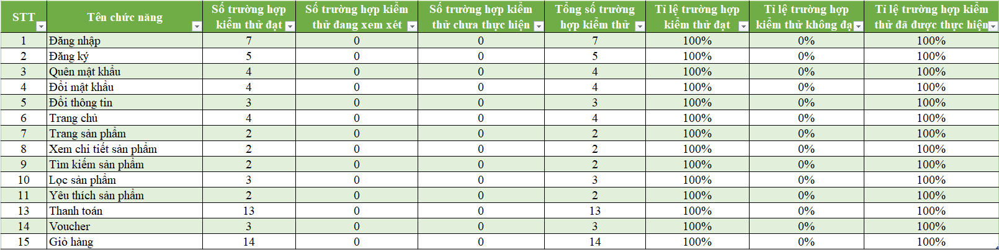 STT Tên chức năng Số trường hợp kiểm thử đạt Số trường hợp kiểm thử đang xem xét Số trường hợp kiểm thử chưa thực hiện Tổng số trường hợp kiểm thử Tỉ lệ trường hợp kiểm thử đạt Tỉ lệ trường hợp kiểm thử không đạ Tỉ lệ trường hợp kiểm thử đã được thực hiện
1 Đăng nhập 7 0 0 7 100% 0% 100%
2 Đăng ký 5 0 0 5 100% 0% 100%
3 Quên mật khẩu 4 0 0 4 100% 0% 100%
4 Đổi mật khẩu 4 0 0 4 100% 0% 100%
5 Đổi thông tin 3 0 0 3 100% 0% 100%
6 Trang chủ 4 0 0 4 100% 0% 100%
7 Trang sản phẩm 2 0 0 2 100% 0% 100%
8 Xem chi tiết sản phẩm 2 0 0 2 100% 0% 100%
9 Tìm kiếm sản phẩm 2 0 0 2 100% 0% 100%
10 Lọc sản phẩm 3 0 0 3 100% 0% 100%
11 Yêu thích sản phẩm 2 0 0 2 100% 0% 100%
13 Thanh toán 13 0 0 13 100% 0% 100%
14 Voucher 3 0 0 3 100% 0% 100%
15 Giỏ hàng 14 0 0 14 100% 0% 100%